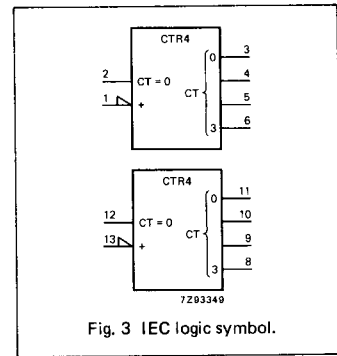 CTR4
0 3
2 CT = 0 4
1 + CT 5
3 6
CTR4
0 11
12 CT = 0 10
13 + CT 9
3 8
7Z93349
Fig. 3 IEC logic symbol.